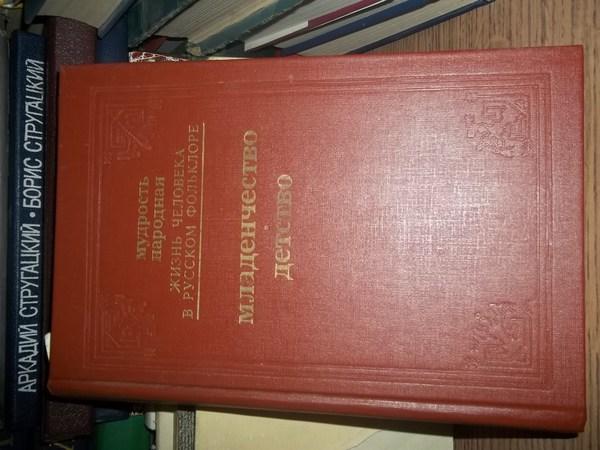 мудрость
народная
ЖИЗНЬ ЧЕЛОВЕКА
В РУССКОМ ФОЛЬКЛОРЕ
младенчество
детство
АРКАДИЙ СТРУГАЦКИЙ • БОРИС СТРУГАЦКИЙ